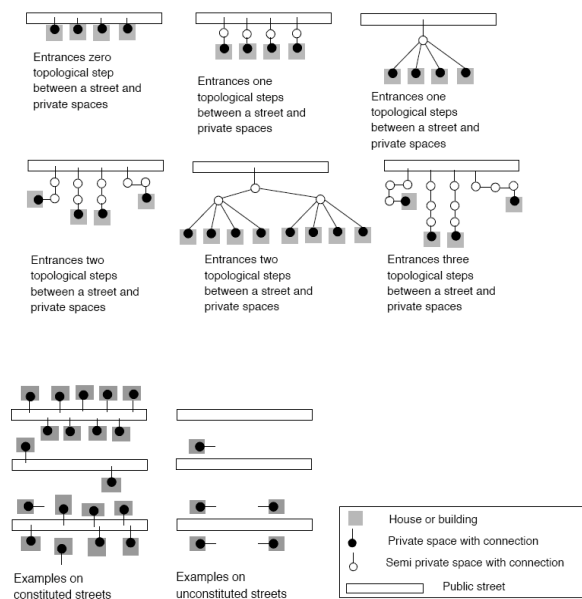 Entrances zero
topological step
between a street and
private spaces
Entrances one
topological steps
between a street and
private spaces
Entrances one
topological steps
between a street and
private spaces
Entrances two
topological steps
between a street and
private spaces
Entrances two
topological steps
between a street and
private spaces
Entrances three
topological steps
between a street and
private spaces
Examples on
constituted streets
Examples on
unconstituted streets
House or building
Private space with connection
Semi private space with connection
Public street